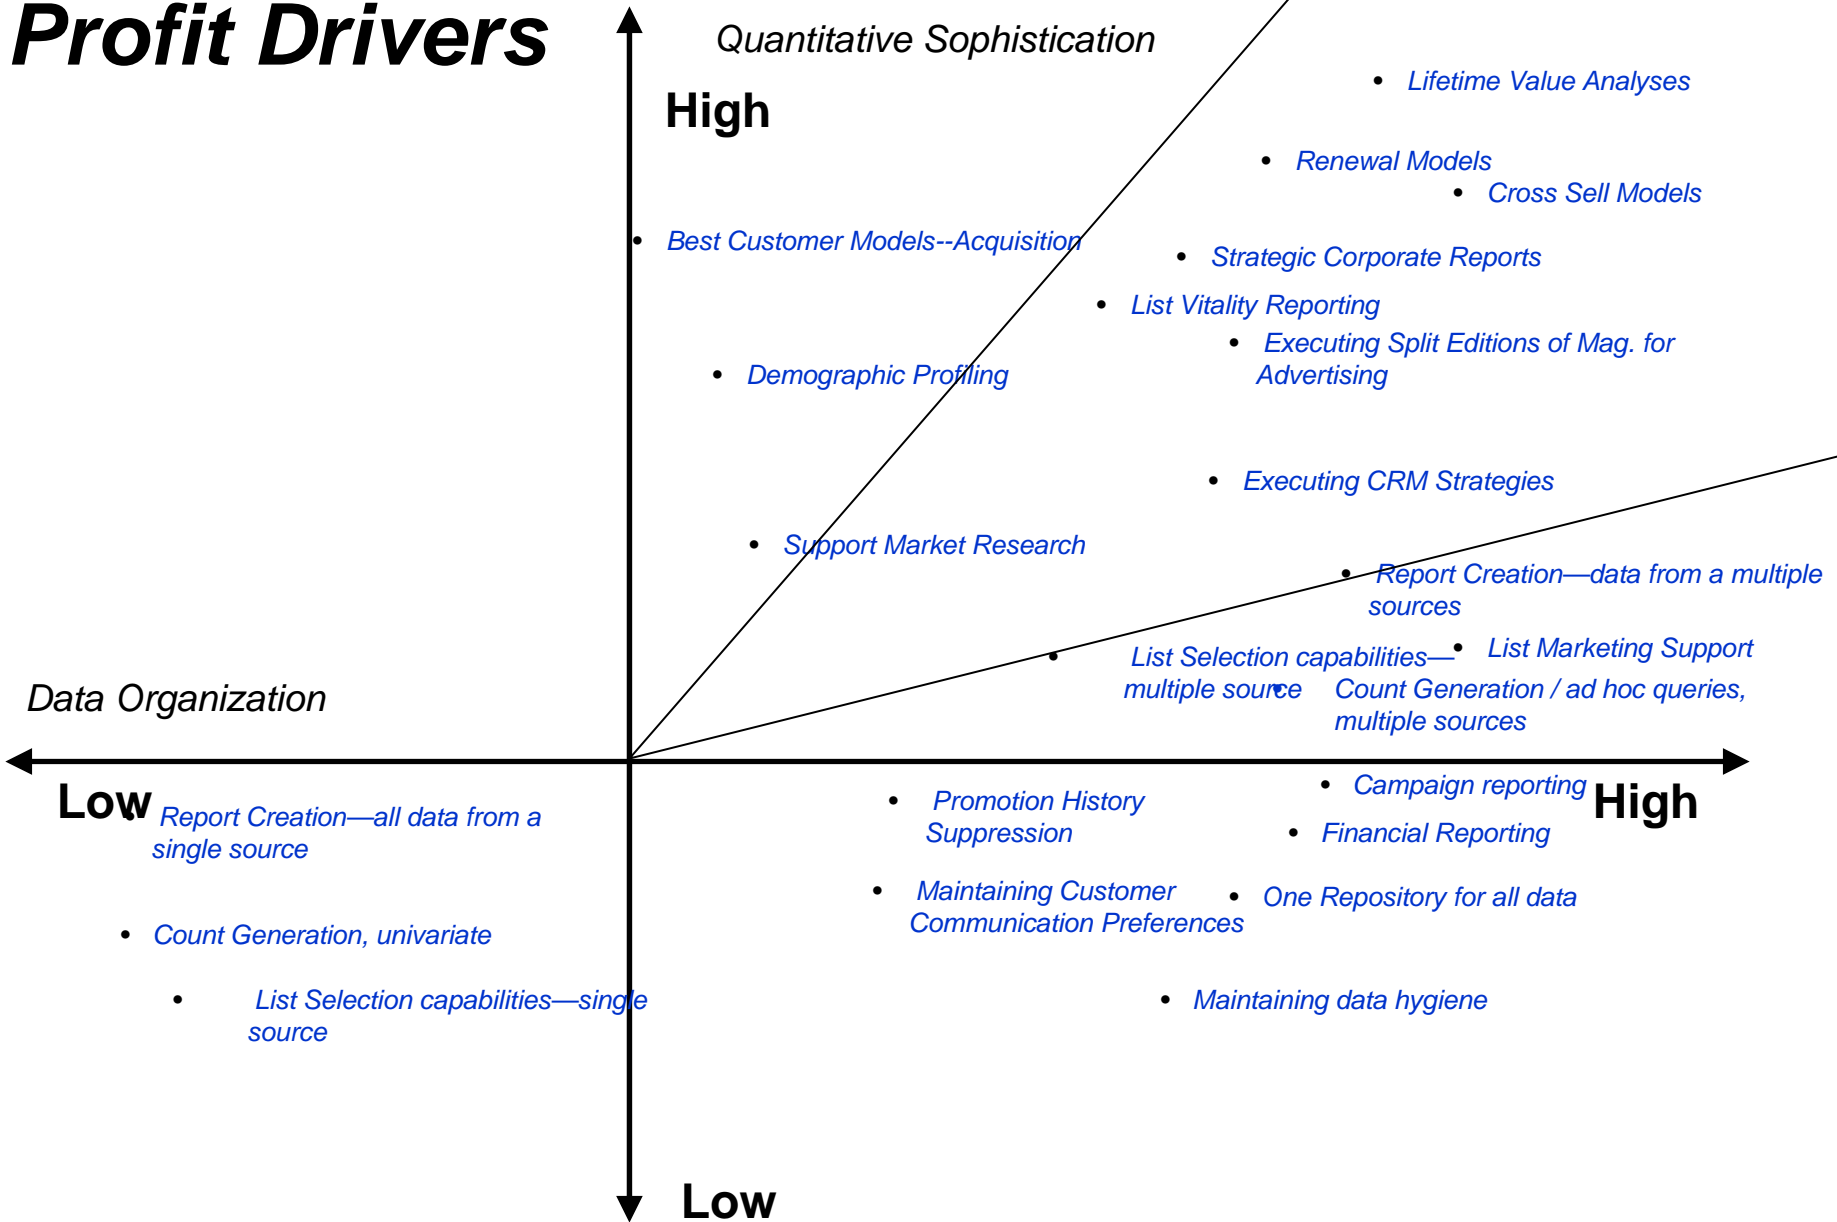 Profit Drivers
Quantitative Sophistication
High
• Lifetime Value Analyses
• Renewal Models
• Cross Sell Models
• Best Customer Models--Acquisition
• Strategic Corporate Reports
• List Vitality Reporting
• Executing Split Editions of Mag. for
Advertising
• Demographic Profiling
• Executing CRM Strategies
• Support Market Research
• Report Creation—data from a multiple
sources
• List Marketing Support
• List Selection capabilities—
multiple source
• Count Generation / ad hoc queries,
multiple sources
Data Organization
Low
High
• Campaign reporting
• Promotion History
Suppression
• Financial Reporting
• Report Creation—all data from a
single source
• Maintaining Customer
Communication Preferences
• One Repository for all data
• Count Generation, univariate
• List Selection capabilities—single
source
• Maintaining data hygiene
Low